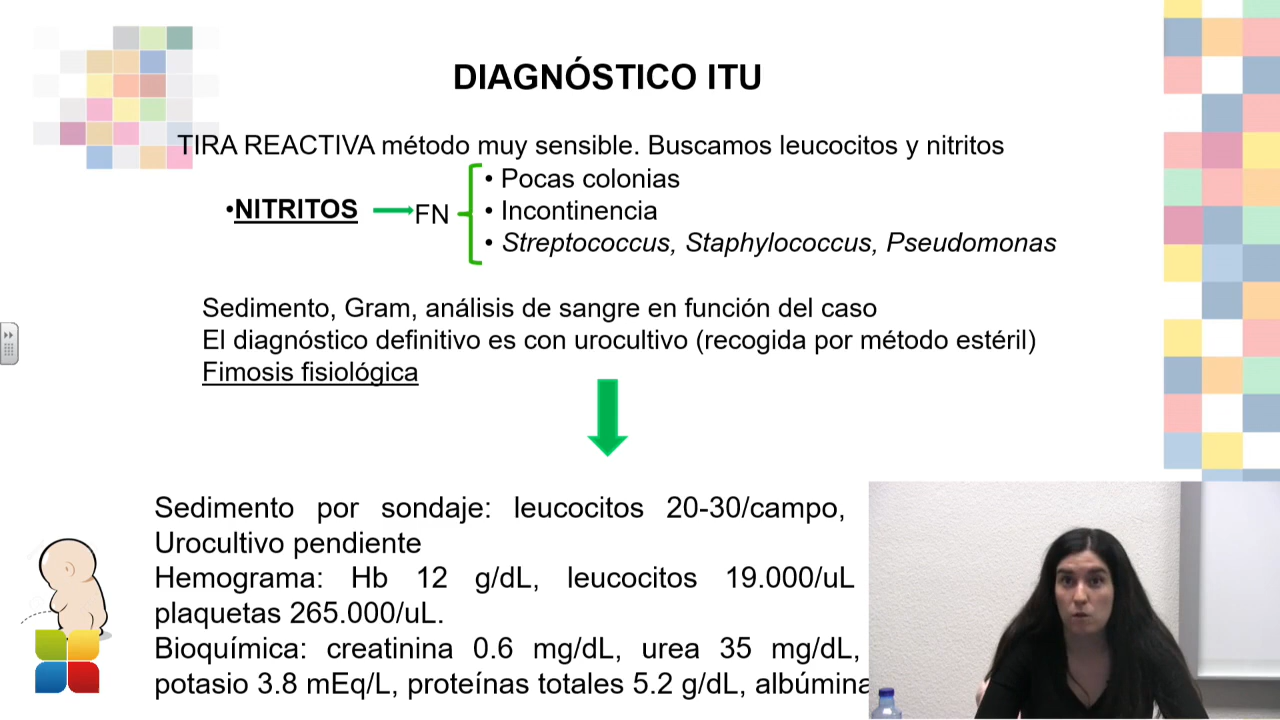 DIAGNÓSTICO ITU
TIRA REACTIVA método muy sensible. Buscamos leucocitos y nitritos
•NITRITOS
FN
• Pocas colonias
• Incontinencia
• Streptococcus, Staphylococcus, Pseudomonas
Sedimento, Gram, análisis de sangre en función del caso
El diagnóstico definitivo es con urocultivo (recogida por método estéril)
Fimosis fisiológica
Sedimento por sondaje: leucocitos 20-30/campo,
Urocultivo pendiente
Hemograma: Hb 12 g/dL, leucocitos 19.000/uL
plaquetas 265.000/uL.
Bioquímica: creatinina 0.6 mg/dL, urea 35 mg/dL,
potasio 3.8 mEq/L, proteínas totales 5.2 g/dL, albúmina